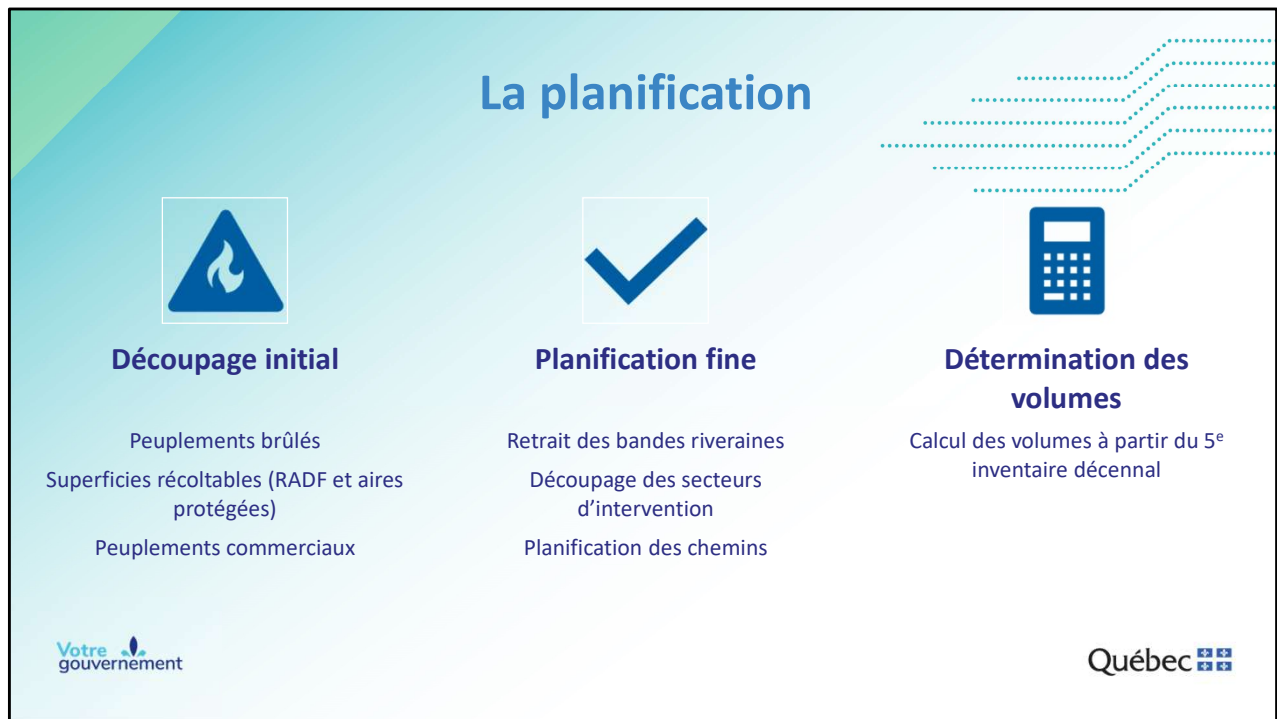 La planification
Découpage initial
Peuplements brûlés
Superficies récoltables (RADF et aires
protégées)
Peuplements commerciaux
Planification fine
Retrait des bandes riveraines
Découpage des secteurs
d’intervention
Planification des chemins
Détermination des
volumes
Calcul des volumes à partir du 5e
inventaire décennal
Votre
gouvernement
Québec